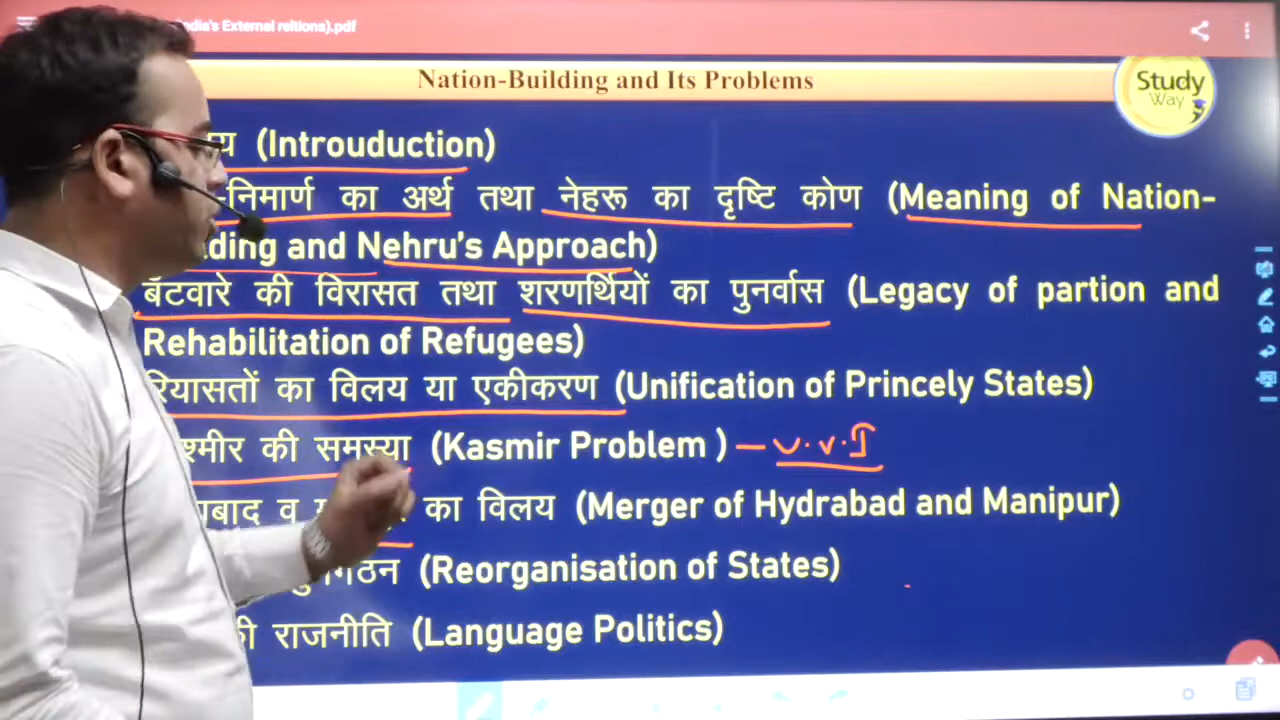 India's External reltions).pdf
Nation-Building and Its Problems
Study
Way
(Introuduction)
निमार्ण का अर्थ तथा नेहरू का दृष्टि कोण (Meaning of Nation-
and Nehru's Approach)
बँटवारे की विरासत तथा शरणर्थियों का पुनर्वास (Legacy of partion and
Rehabilitation of Refugees)
रियासतों का विलय या एकीकरण (Unification of Princely States)
की समस्या (Kasmir Problem ) – v.v.I
व का विलय (Merger of Hydrabad and Manipur)
(Reorganisation of States)
राजनीति (Language Politics)